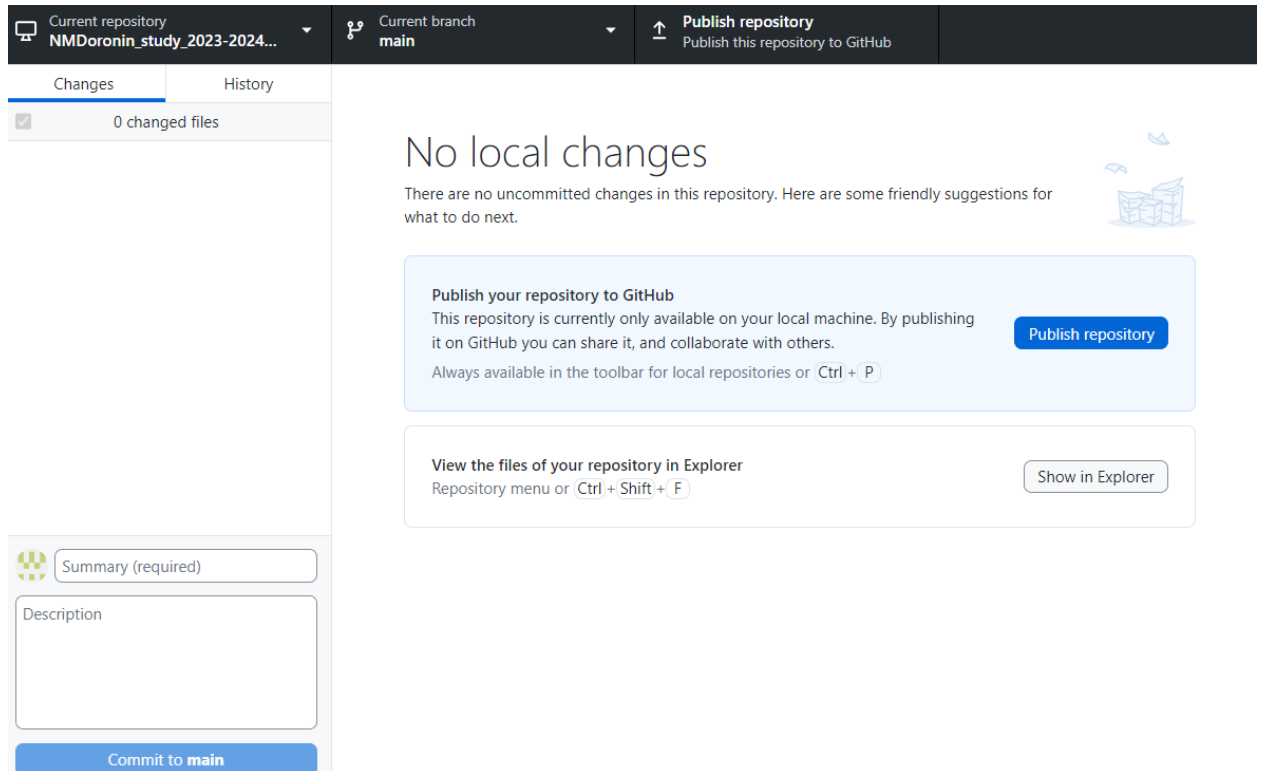 Current repository
NMDoronin_study_2023-2024...
Current branch
main
Publish repository
Publish this repository to GitHub
Changes
History
0 changed files
No local changes
There are no uncommitted changes in this repository. Here are some friendly suggestions for
what to do next.
Publish your repository to GitHub
This repository is currently only available on your local machine. By publishing
it on GitHub you can share it, and collaborate with others.
Always available in the toolbar for local repositories or Ctrl + P
Publish repository
View the files of your repository in Explorer
Repository menu or Ctrl + Shift + F
Show in Explorer
Summary (required)
Description
Commit to main